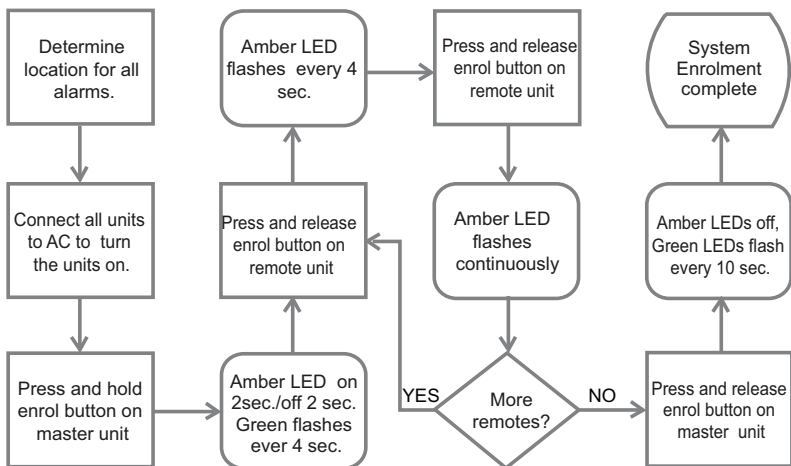 Determine
location for all
alarms.
Connect all units
to AC to turn
the units on.
Press and hold
enrol button on
master unit
Amber LED on
2sec./off 2 sec.
Green flashes
ever 4 sec.
Press and release
enrol button on
remote unit
Amber LED
flashes every 4
sec.
Press and release
enrol button on
remote unit
Amber LED
flashes
continuously
More
remotes?
YES
NO
Press and release
enrol button on
master unit
Amber LEDs off,
Green LEDs flash
every 10 sec.
System
Enrolment
complete